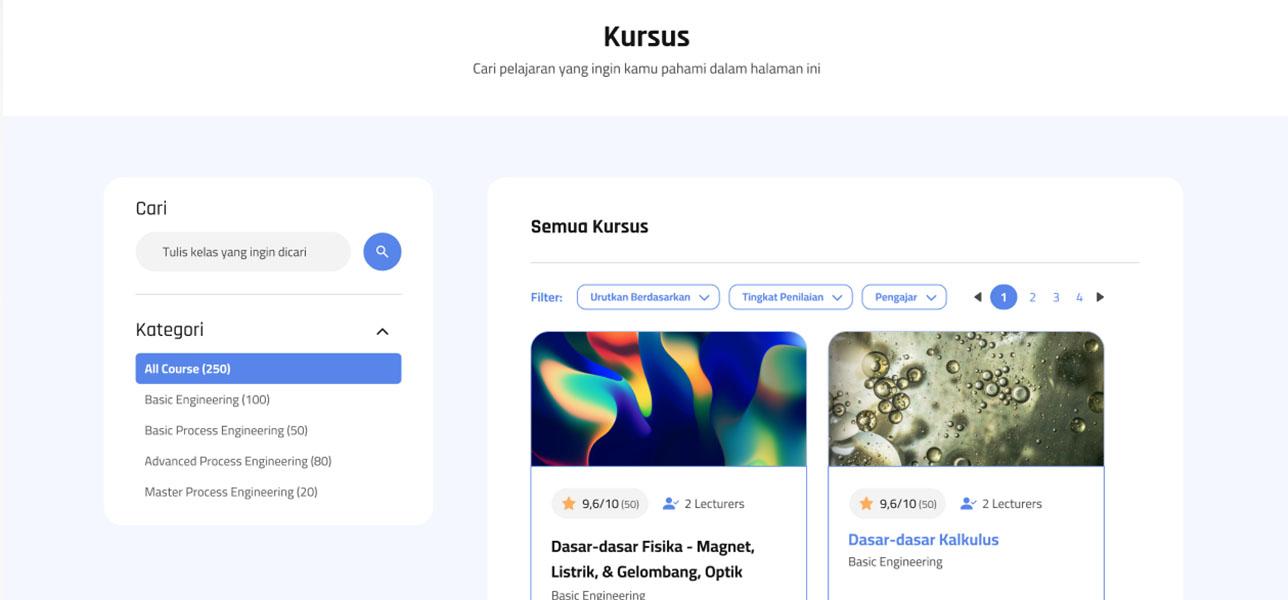 Kursus
Cari pelajaran yang ingin kamu pahami dalam halaman ini
Cari
Tulis kelas yang ingin dicari
Kategori
All Course (250)
Basic Engineering (100)
Basic Process Engineering (50)
Advanced Process Engineering (80)
Master Process Engineering (20)
Semua Kursus
Filter: Urutkan Berdasarkan Tingkat Penilaian Pengajar 1 2 3 4
9,6/10 (50) 2 Lecturers
Dasar-dasar Fisika - Magnet,
Listrik, & Gelombang, Optik
Basic Engineering
9,6/10 (50) 2 Lecturers
Dasar-dasar Kalkulus
Basic Engineering